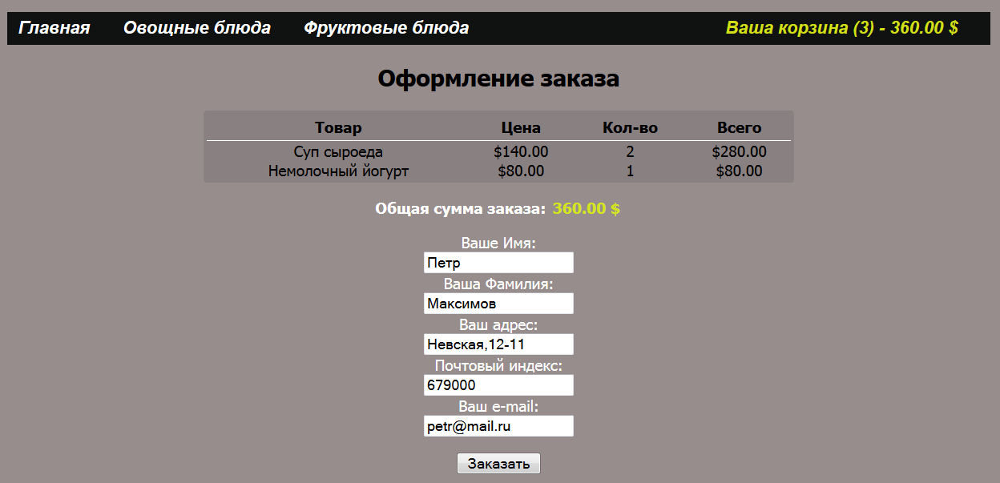 Главная Овощные блюда Фруктовые блюда Ваша корзина (3) - 360.00 $
Оформление заказа
Товар Цена Кол-во Всего
Суп сыроеда $140.00 2 $280.00
Немолочный йогурт $80.00 1 $80.00
Общая сумма заказа: 360.00 $
Ваше Имя:
Петр
Ваша Фамилия:
Максимов
Ваш адрес:
Невская,12-11
Почтовый индекс:
679000
Ваш e-mail:
petr@mail.ru
Заказать